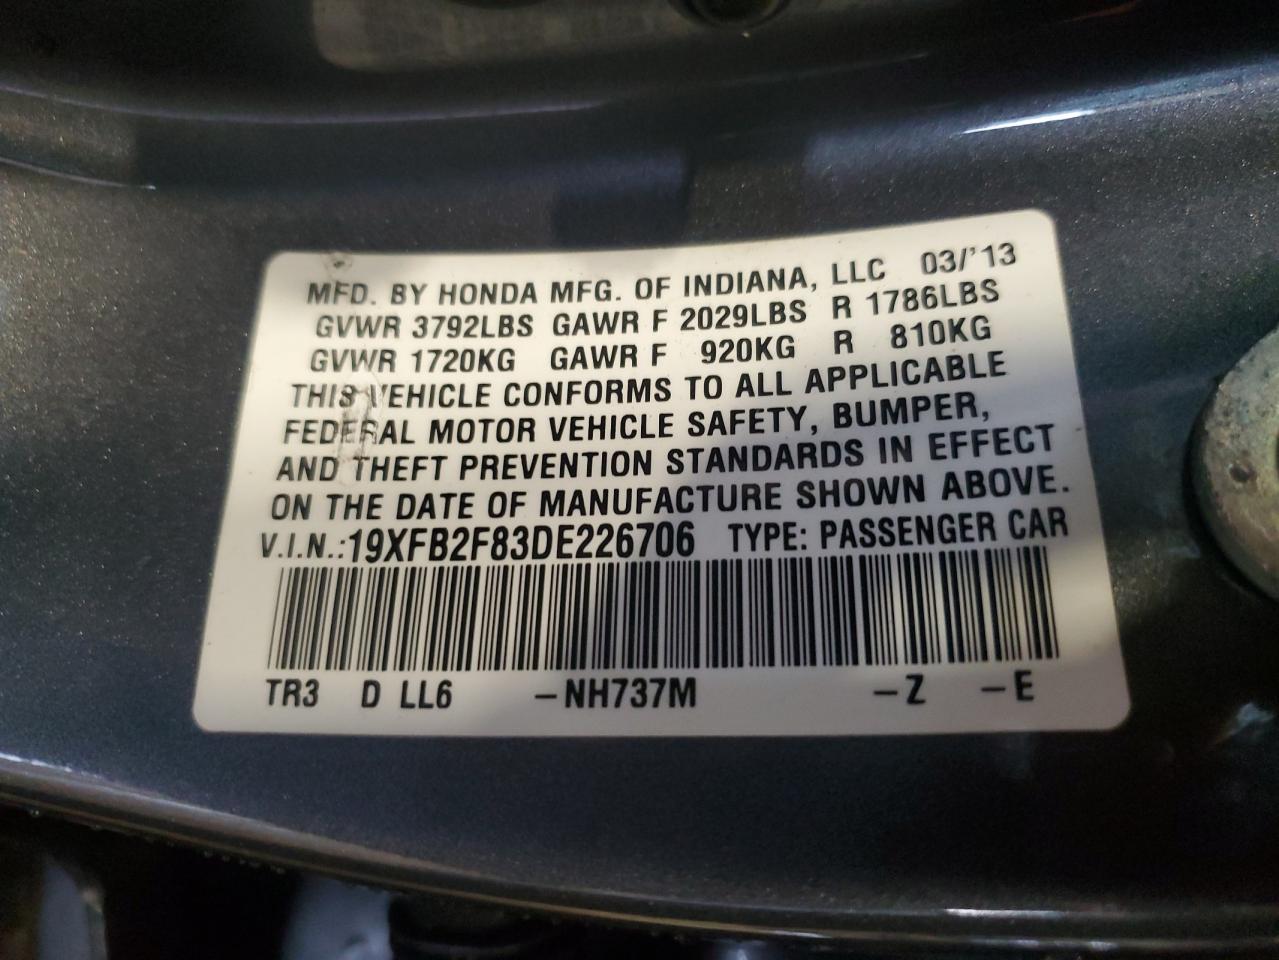 MFD. BY HONDA MFG. OF INDIANA, LLC 03/'13
GVWR 3792LBS GAWR F 2029LBS R 1786LBS
GVWR 1720KG GAWR F 920KG R 810KG
THIS VEHICLE CONFORMS TO ALL APPLICABLE
FEDERAL MOTOR VEHICLE SAFETY, BUMPER,
AND THEFT PREVENTION STANDARDS IN EFFECT
ON THE DATE OF MANUFACTURE SHOWN ABOVE.
V.I.N.:19XFB2F83DE226706 TYPE: PASSENGER CAR
TR3 D LL6 -NH737M -Z -E